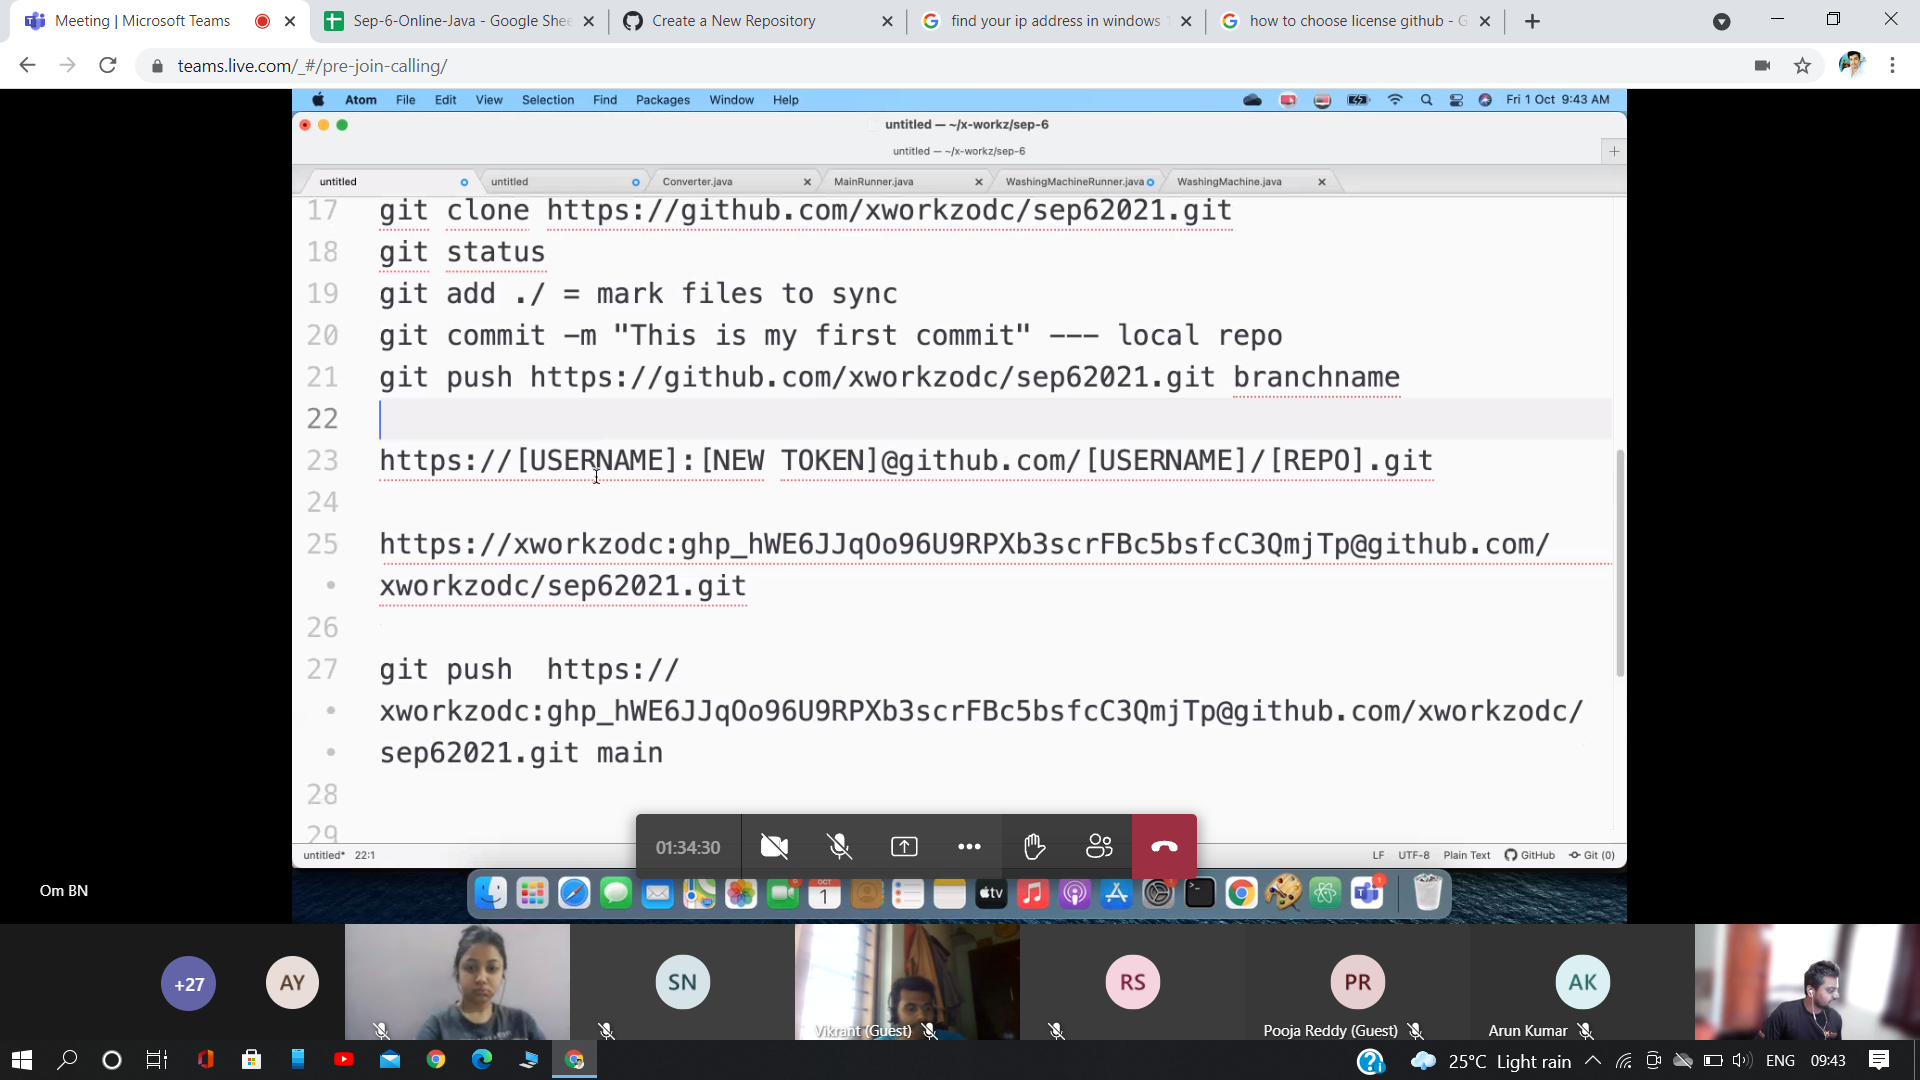 Meeting | Microsoft Teams
Sep-6-Online-Java - Google Shee
Create a New Repository
find your ip address in windows 1
how to choose license github - G
teams.live.com/_#/pre-join-calling/
Atom File Edit View Selection Find Packages Window Help
Fri 1 Oct 9:43 AM
untitled — ~/x-workz/sep-6
untitled — ~/x-workz/sep-6
untitled
untitled
Converter.java
MainRunner.java
WashingMachineRunner.java
WashingMachine.java
17 git clone https://github.com/xworkzodc/sep62021.git
18 git status
19 git add ./ = mark files to sync
20 git commit -m "This is my first commit" --- local repo
21 git push https://github.com/xworkzodc/sep62021.git branchname
22
23 https://[USERNAME]:[NEW TOKEN]@github.com/[USERNAME]/[REPO].git
24
25 https://xworkzodc: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@github.com/
• xworkzodc/sep62021.git
26
27 git push  https://
• xworkzodc: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@github.com/xworkzodc/
• sep62021.git main
28
29
01:34:30
untitled* 22:1
LF UTF-8 Plain Text GitHub Git (0)
OCT
1
tv
1
1
Om BN
+27
AY
SN
RS
PR
AK
Vikrant (Guest)
Pooja Reddy (Guest)
Arun Kumar
25°C Light rain
ENG
09:43